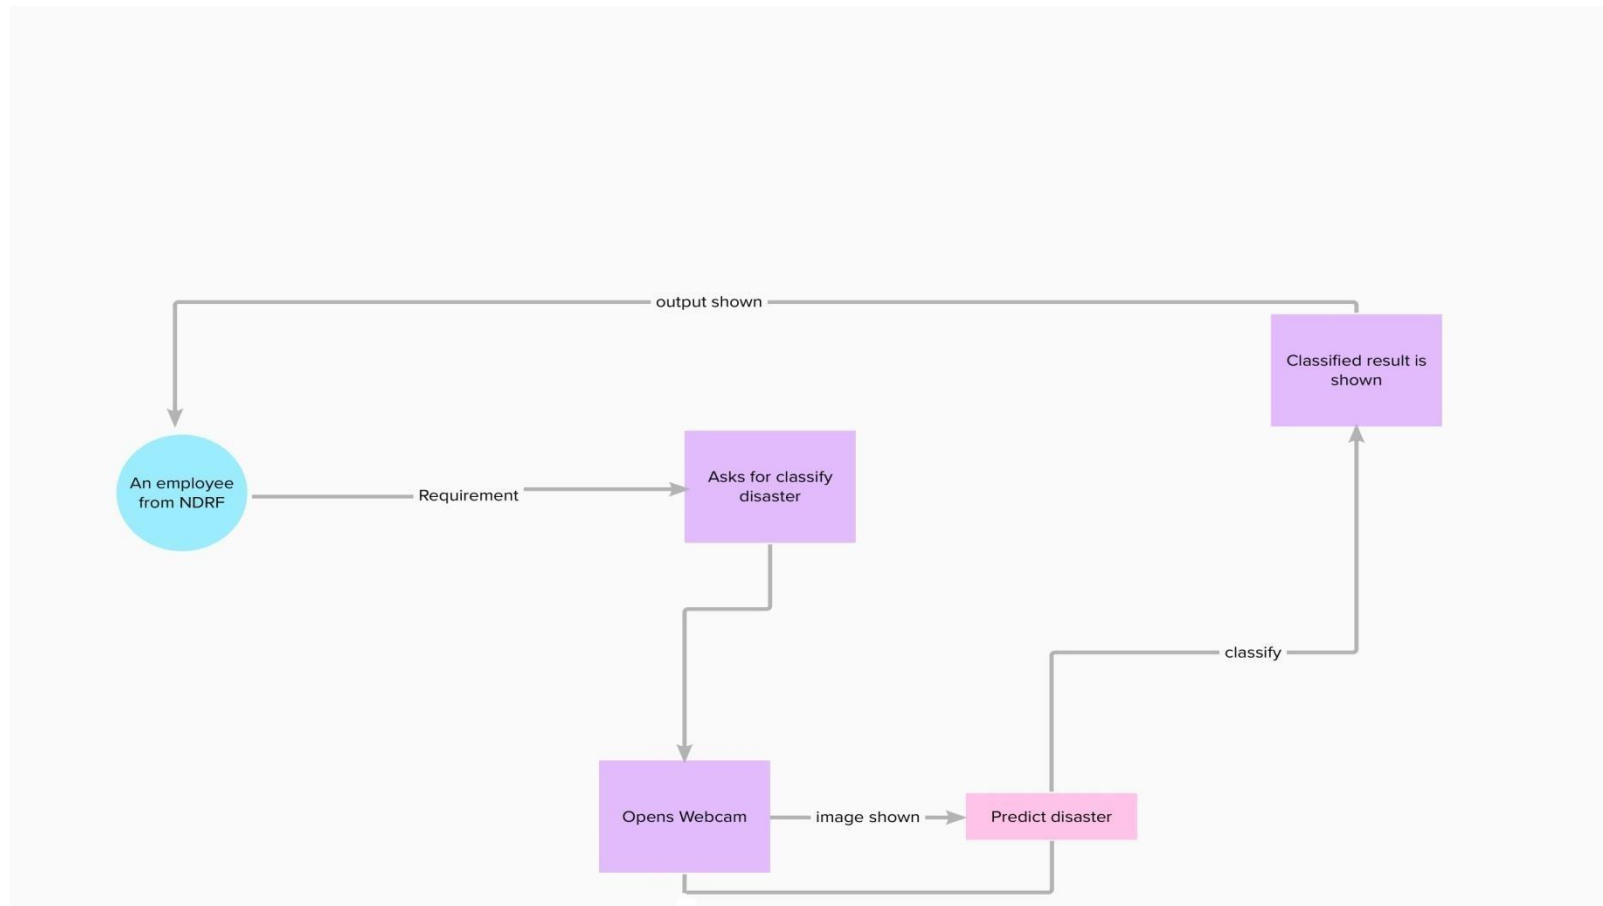 output shown
Classified result is
shown
An employee
from NDRF
Requirement
Asks for classify
disaster
classify
Opens Webcam
image shown
Predict disaster